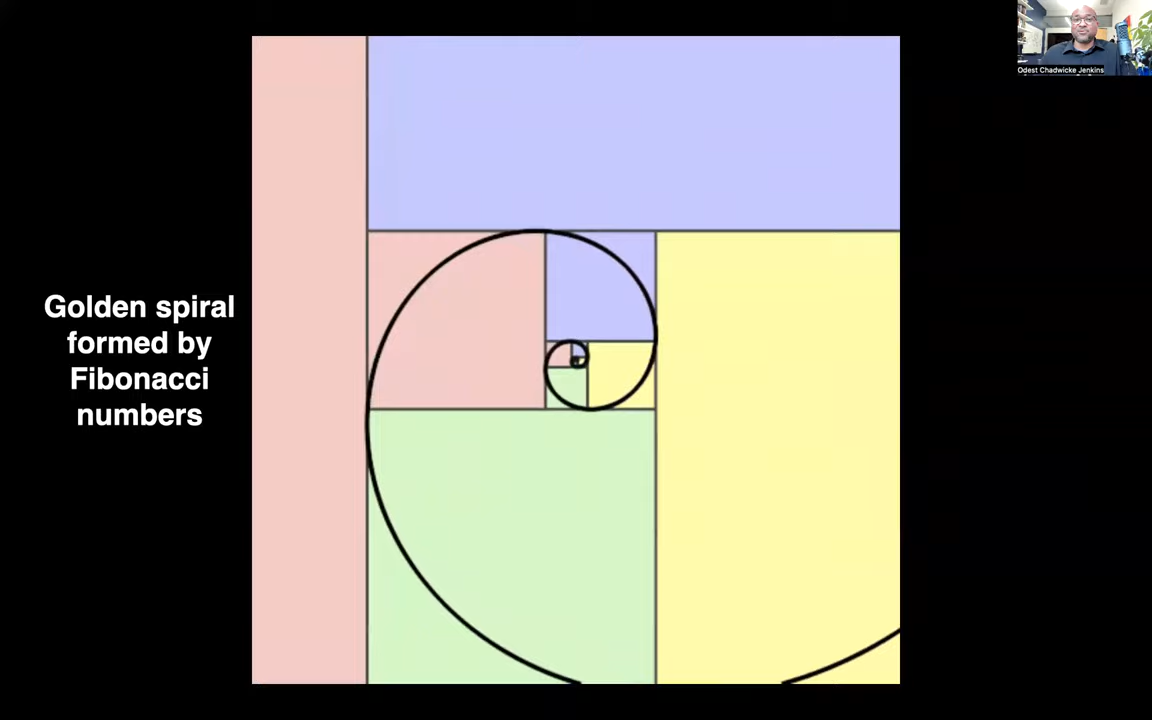 Golden spiral
formed by
Fibonacci
numbers
Odest Chadwicke Jenkins